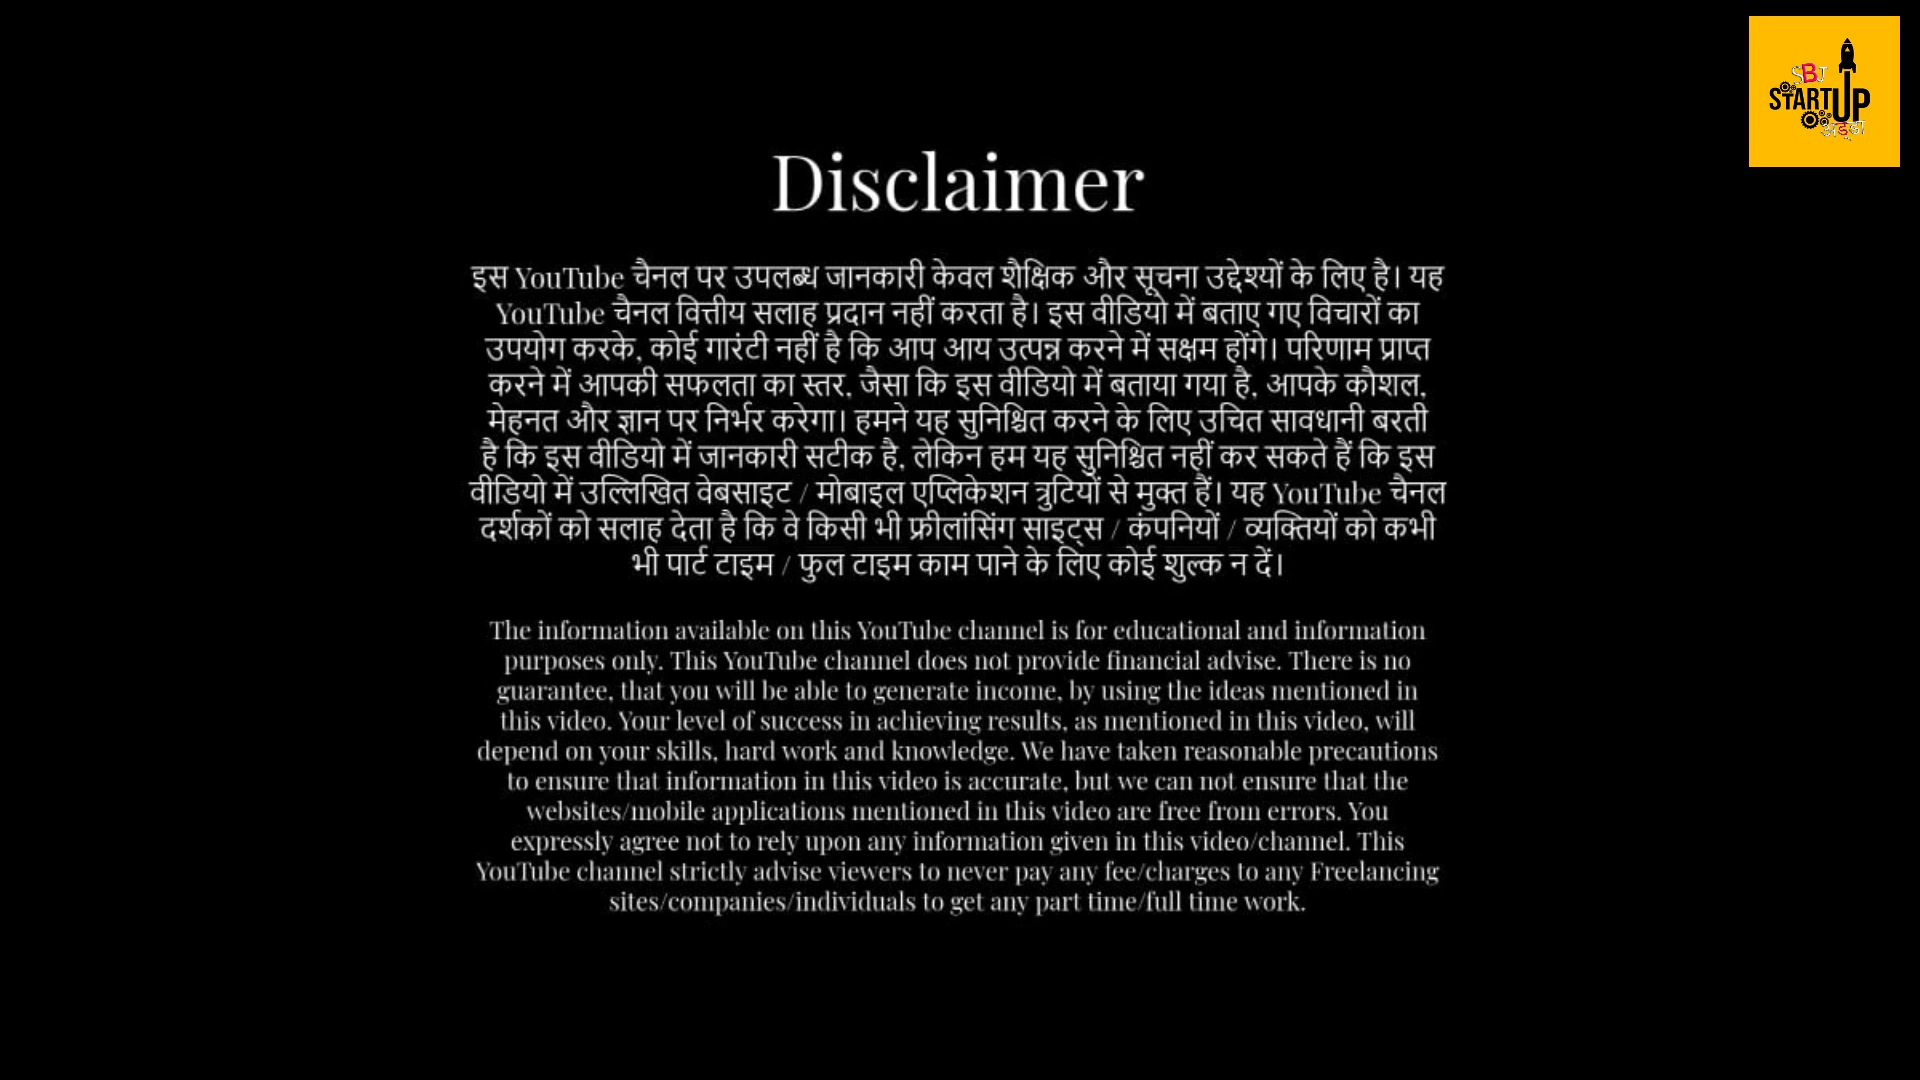 SBJ
STARTUP
अड्डा
Disclaimer
इस YouTube चैनल पर उपलब्ध जानकारी केवल शैक्षिक और सूचना उद्देश्यों के लिए है। यह
YouTube चैनल वित्तीय सलाह प्रदान नहीं करता है। इस वीडियो में बताए गए विचारों का
उपयोग करके, कोई गारंटी नहीं है कि आप आय उत्पन्न करने में सक्षम होंगे। परिणाम प्राप्त
करने में आपकी सफलता का स्तर, जैसा कि इस वीडियो में बताया गया है, आपके कौशल,
मेहनत और ज्ञान पर निर्भर करेगा। हमने यह सुनिश्चित करने के लिए उचित सावधानी बरती
है कि इस वीडियो में जानकारी सटीक है, लेकिन हम यह सुनिश्चित नहीं कर सकते हैं कि इस
वीडियो में उल्लिखित वेबसाइट / मोबाइल एप्लिकेशन त्रुटियों से मुक्त हैं। यह YouTube चैनल
दर्शकों को सलाह देता है कि वे किसी भी फ्रीलांसिंग साइट्स / कंपनियों / व्यक्तियों को कभी
भी पार्ट टाइम / फुल टाइम काम पाने के लिए कोई शुल्क न दें।
The information available on this YouTube channel is for educational and information
purposes only. This YouTube channel does not provide financial advise. There is no
guarantee, that you will be able to generate income, by using the ideas mentioned in
this video. Your level of success in achieving results, as mentioned in this video, will
depend on your skills, hard work and knowledge. We have taken reasonable precautions
to ensure that information in this video is accurate, but we can not ensure that the
websites/mobile applications mentioned in this video are free from errors. You
expressly agree not to rely upon any information given in this video/channel. This
YouTube channel strictly advise viewers to never pay any fee/charges to any Freelancing
sites/companies/individuals to get any part time/full time work.